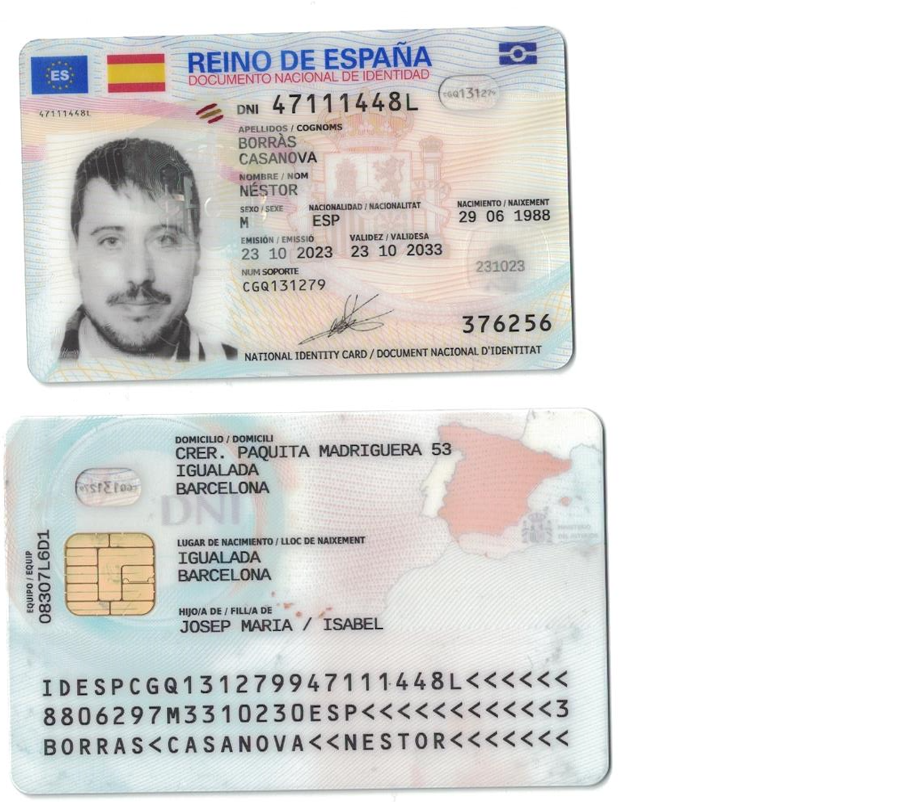 REINO DE ESPAÑA
DOCUMENTO NACIONAL DE IDENTIDAD
ES
47111448L
DNI 47111448L
CGQ131279
APELLIDOS / COGNOMS
BORRÀS
CASANOVA
NOMBRE / NOM
NÉSTOR
SEXO / SEXE NACIONALIDAD / NACIONALITAT NACIMIENTO / NAIXEMENT
M ESP 29 06 1988
EMISIÓN / EMISSIÓ VALIDEZ / VALIDESA
23 10 2023 23 10 2033
NUM SOPORTE
CGQ131279
231023
376256
NATIONAL IDENTITY CARD / DOCUMENT NACIONAL D'IDENTITAT
DOMICILIO / DOMICILI
CRER. PAQUITA MADRIGUERA 53
IGUALADA
BARCELONA
DNI
LUGAR DE NACIMIENTO / LLOC DE NAIXEMENT
IGUALADA
BARCELONA
HIJO/A DE / FILL/A DE
JOSEP MARIA / ISABEL
EQUIPO / EQUIP
08307L6D1
IDESPCGQ131279947111448L<<<<<<
8806297M3310230ESP<<<<<<<<<<<3
BORRAS<CASANOVA<<NESTOR<<<<<<<